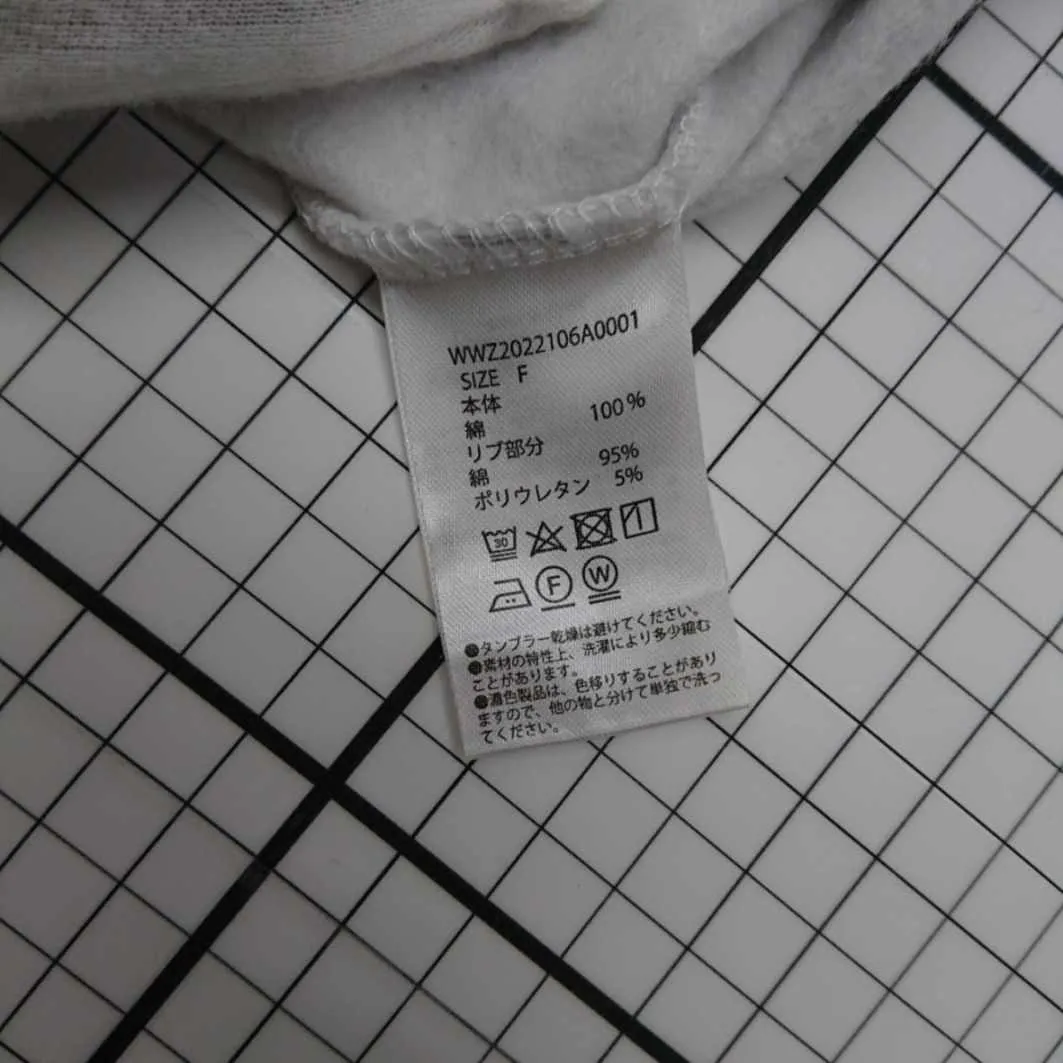 WWZ2022106A0001
SIZE F
本体
綿 100%
リブ部分
綿 95%
ポリウレタン 5%
30
F W
●タンブラー乾燥は避けてください。
●素材の特性上、洗濯により多少縮む
ことがあります。
●濃色製品は、色移りすることがあり
ますので、他の物と分けて単独で洗っ
てください。